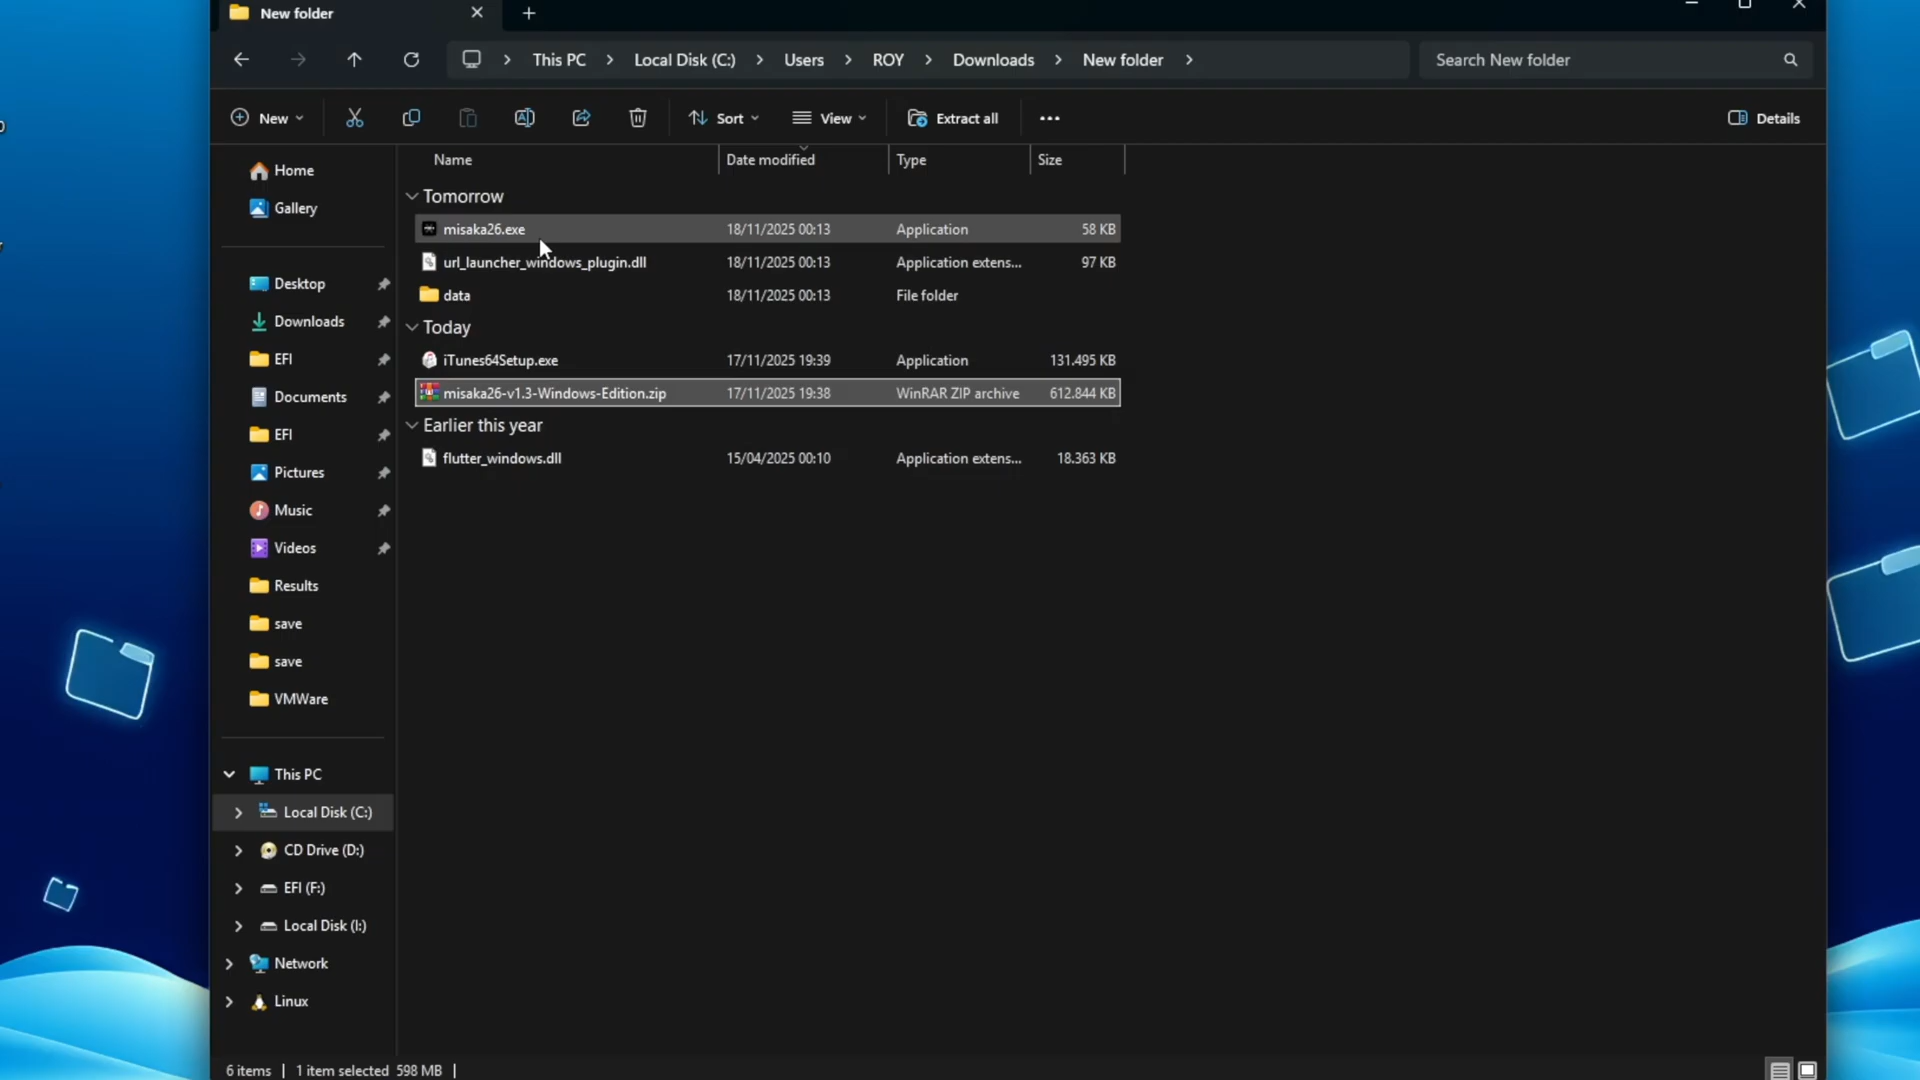 New folder
This PC
Local Disk (C:)
Users
ROY
Downloads
New folder
Search New folder
New
Sort
View
Extract all
Details
Name
Date modified
Type
Size
Home
Gallery
Desktop
Downloads
EFI
Documents
EFI
Pictures
Music
Videos
Results
save
save
VMWare
This PC
Local Disk (C:)
CD Drive (D:)
EFI (F:)
Local Disk (I:)
Network
Linux
Tomorrow
misaka26.exe 18/11/2025 00:13 Application 58 KB
url_launcher_windows_plugin.dll 18/11/2025 00:13 Application extens... 97 KB
data 18/11/2025 00:13 File folder
Today
iTunes64Setup.exe 17/11/2025 19:39 Application 131.495 KB
misaka26-v1.3-Windows-Edition.zip 17/11/2025 19:38 WinRAR ZIP archive 612.844 KB
Earlier this year
flutter_windows.dll 15/04/2025 00:10 Application extens... 18.363 KB
6 items
1 item selected 598 MB